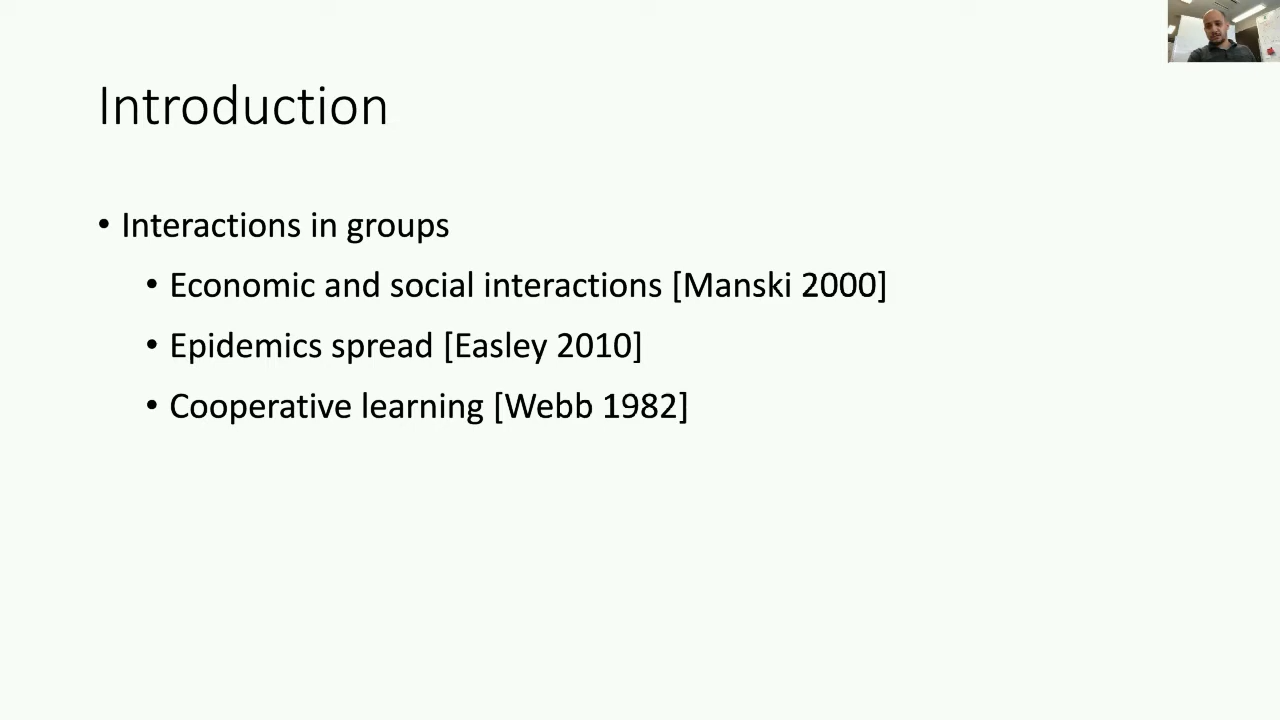 Introduction
• Interactions in groups
• Economic and social interactions [Manski 2000]
• Epidemics spread [Easley 2010]
• Cooperative learning [Webb 1982]